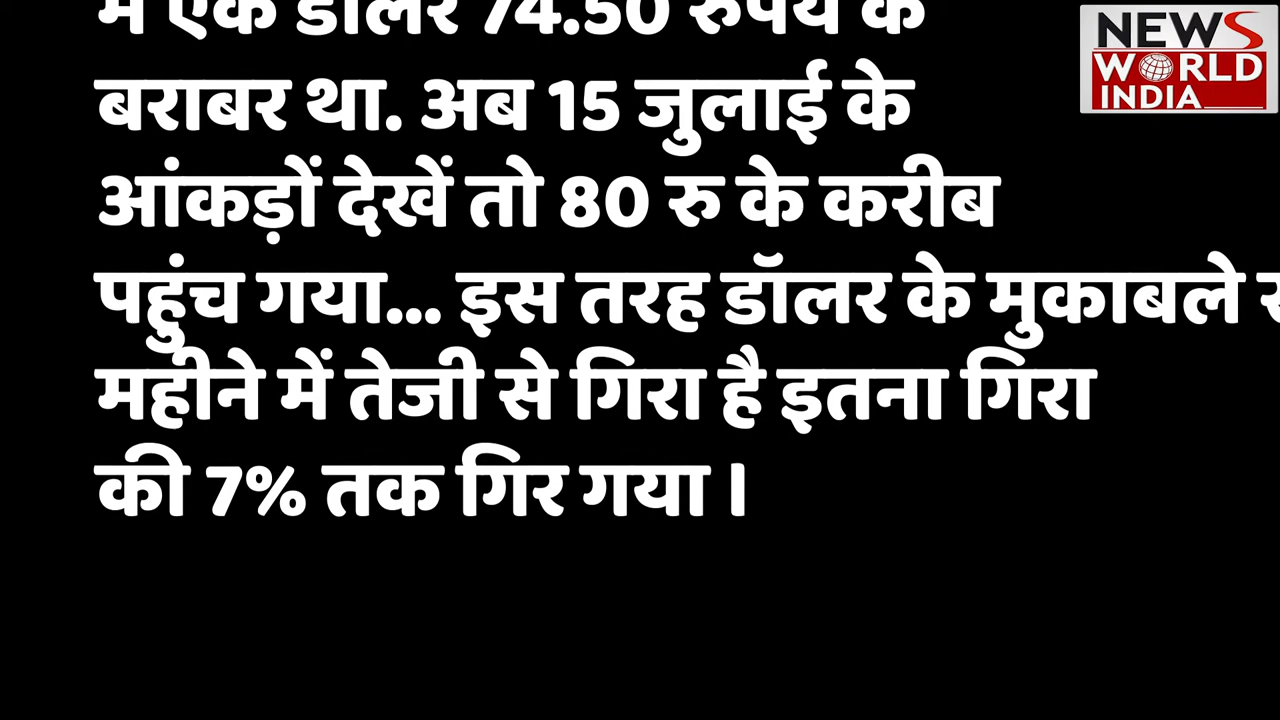 में एक डॉलर 74.50 रुपये के
बराबर था. अब 15 जुलाई के
आंकड़ों देखें तो 80 रु के करीब
पहुंच गया... इस तरह डॉलर के मुकाबले
महीने में तेजी से गिरा है इतना गिरा
की 7% तक गिर गया ।
NEWS
WORLD
INDIA